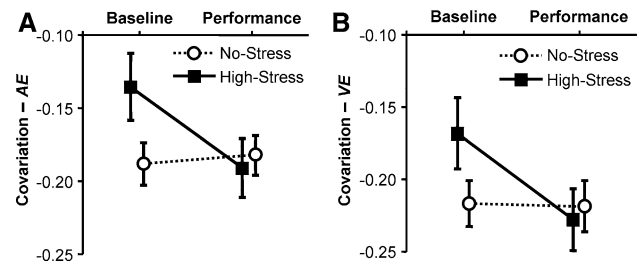 A
Baseline Performance
-0.10
No-Stress
High-Stress
-0.15
-0.20
-0.25
Covariation – AE
B
Baseline Performance
-0.10
No-Stress
High-Stress
-0.15
-0.20
-0.25
Covariation – VE